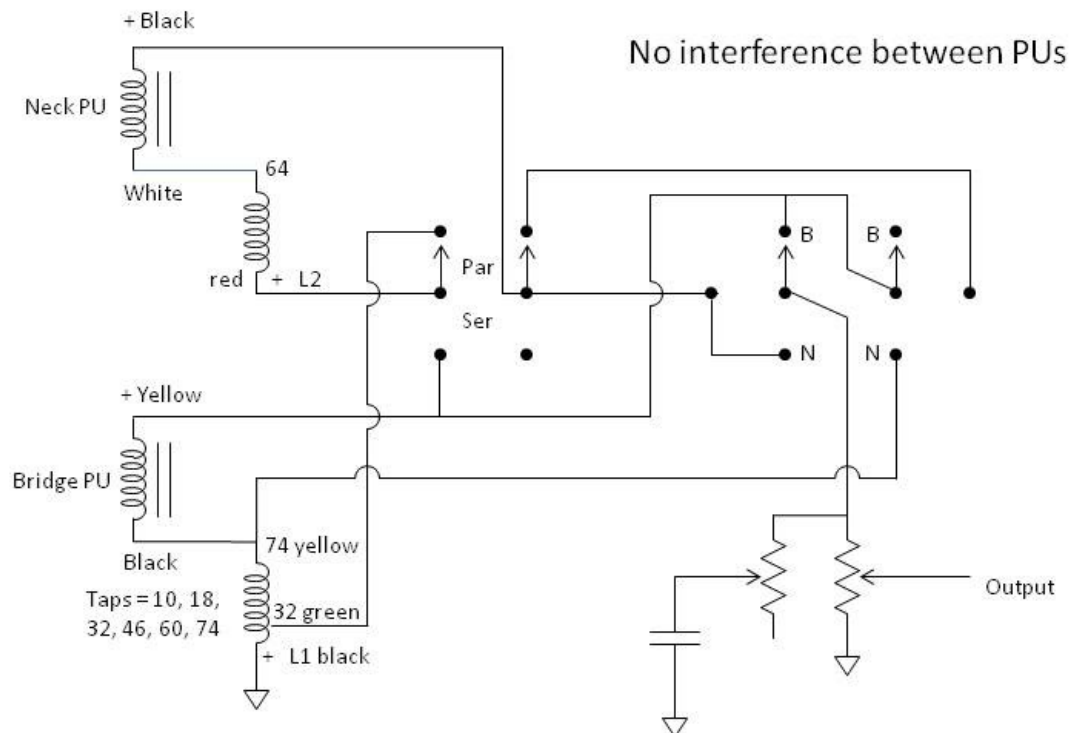 + Black
No interference between PUs
Neck PU
64
White
B B
Par
red + L2
Ser
N N
+ Yellow
Bridge PU
74 yellow
Black
Taps = 10, 18,
32, 46, 60, 74
32 green
Output
+ L1 black